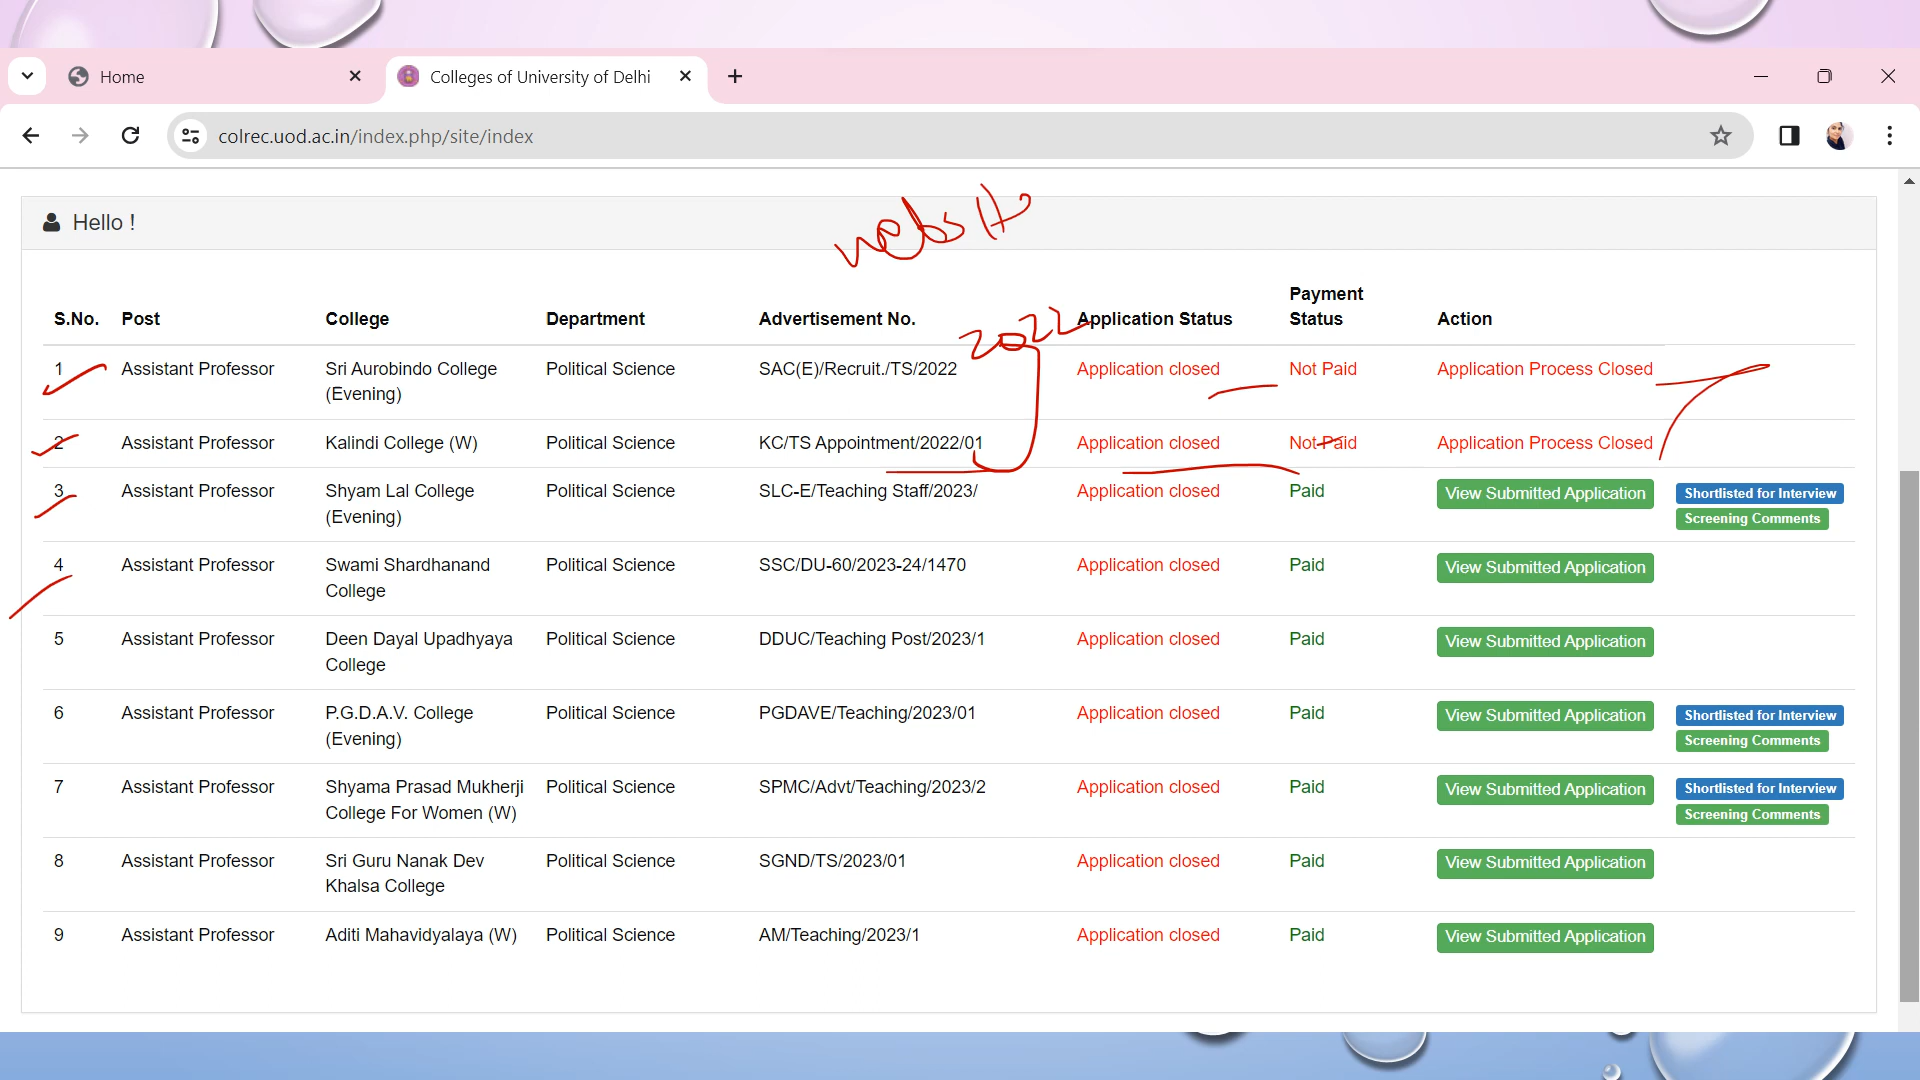 Home
Colleges of University of Delhi
colrec.uod.ac.in/index.php/site/index
Hello !
2022
S.No. Post College Department Advertisement No. Application Status Payment Status Action
1 Assistant Professor Sri Aurobindo College (Evening) Political Science SAC(E)/Recruit./TS/2022 Application closed Not Paid Application Process Closed
2 Assistant Professor Kalindi College (W) Political Science KC/TS Appointment/2022/01 Application closed Not Paid Application Process Closed
3 Assistant Professor Shyam Lal College (Evening) Political Science SLC-E/Teaching Staff/2023/ Application closed Paid View Submitted Application Shortlisted for Interview Screening Comments
4 Assistant Professor Swami Shardhanand College Political Science SSC/DU-60/2023-24/1470 Application closed Paid View Submitted Application
5 Assistant Professor Deen Dayal Upadhyaya College Political Science DDUC/Teaching Post/2023/1 Application closed Paid View Submitted Application
6 Assistant Professor P.G.D.A.V. College (Evening) Political Science PGDAVE/Teaching/2023/01 Application closed Paid View Submitted Application Shortlisted for Interview Screening Comments
7 Assistant Professor Shyama Prasad Mukherji College For Women (W) Political Science SPMC/Advt/Teaching/2023/2 Application closed Paid View Submitted Application Shortlisted for Interview Screening Comments
8 Assistant Professor Sri Guru Nanak Dev Khalsa College Political Science SGND/TS/2023/01 Application closed Paid View Submitted Application
9 Assistant Professor Aditi Mahavidyalaya (W) Political Science AM/Teaching/2023/1 Application closed Paid View Submitted Application